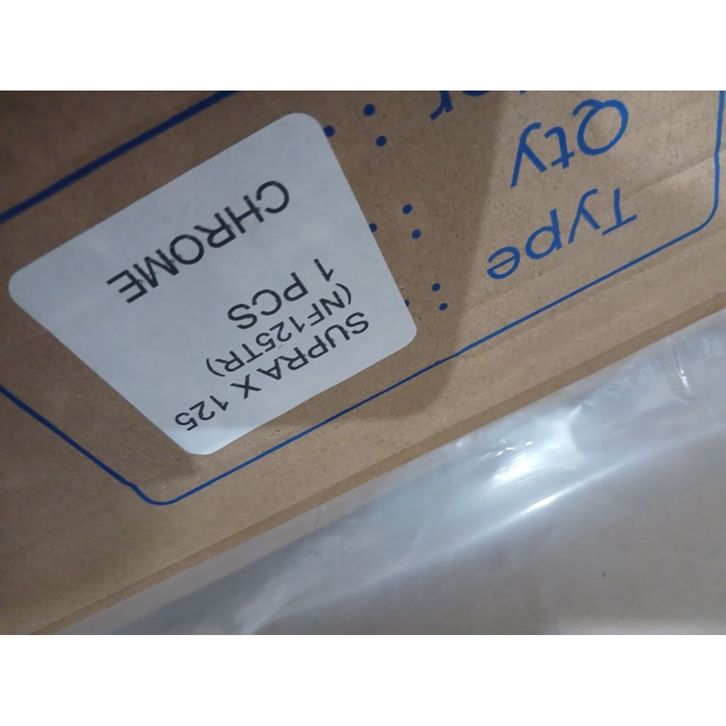 Type : SUPRA X 125
(NF125TR)
Qty : 1 PCS
: CHROME